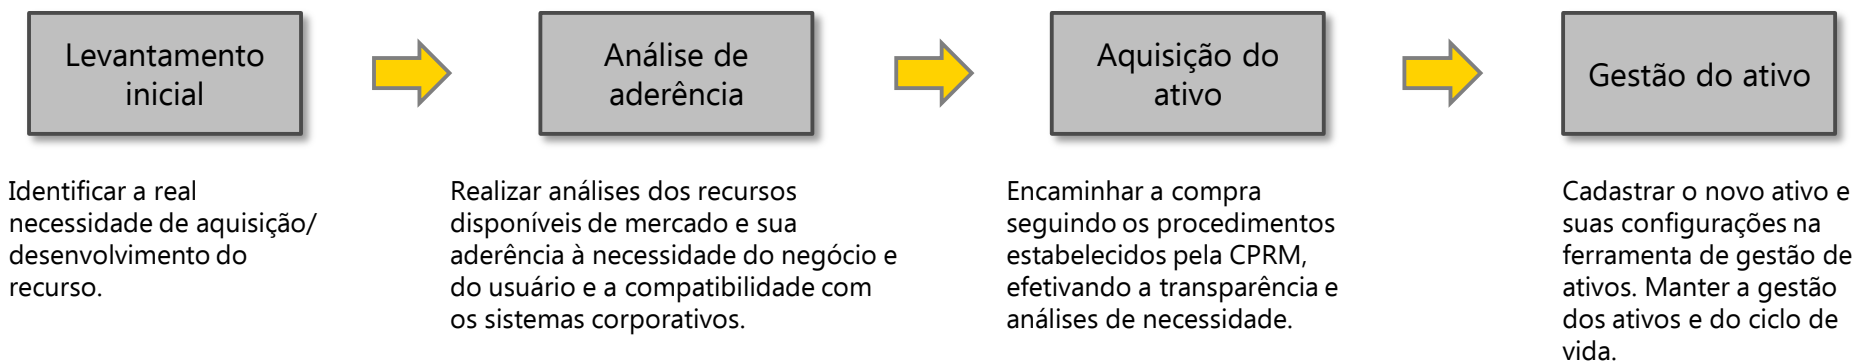 Levantamento
inicial
Análise de
aderência
Aquisição do
ativo
Gestão do ativo
Identificar a real
necessidade de aquisição/
desenvolvimento do
recurso.
Realizar análises dos recursos
disponíveis de mercado e sua
aderência à necessidade do negócio e
do usuário e a compatibilidade com
os sistemas corporativos.
Encaminhar a compra
seguindo os procedimentos
estabelecidos pela CPRM,
efetivando a transparência e
análises de necessidade.
Cadastrar o novo ativo e
suas configurações na
ferramenta de gestão de
ativos. Manter a gestão
dos ativos e do ciclo de
vida.